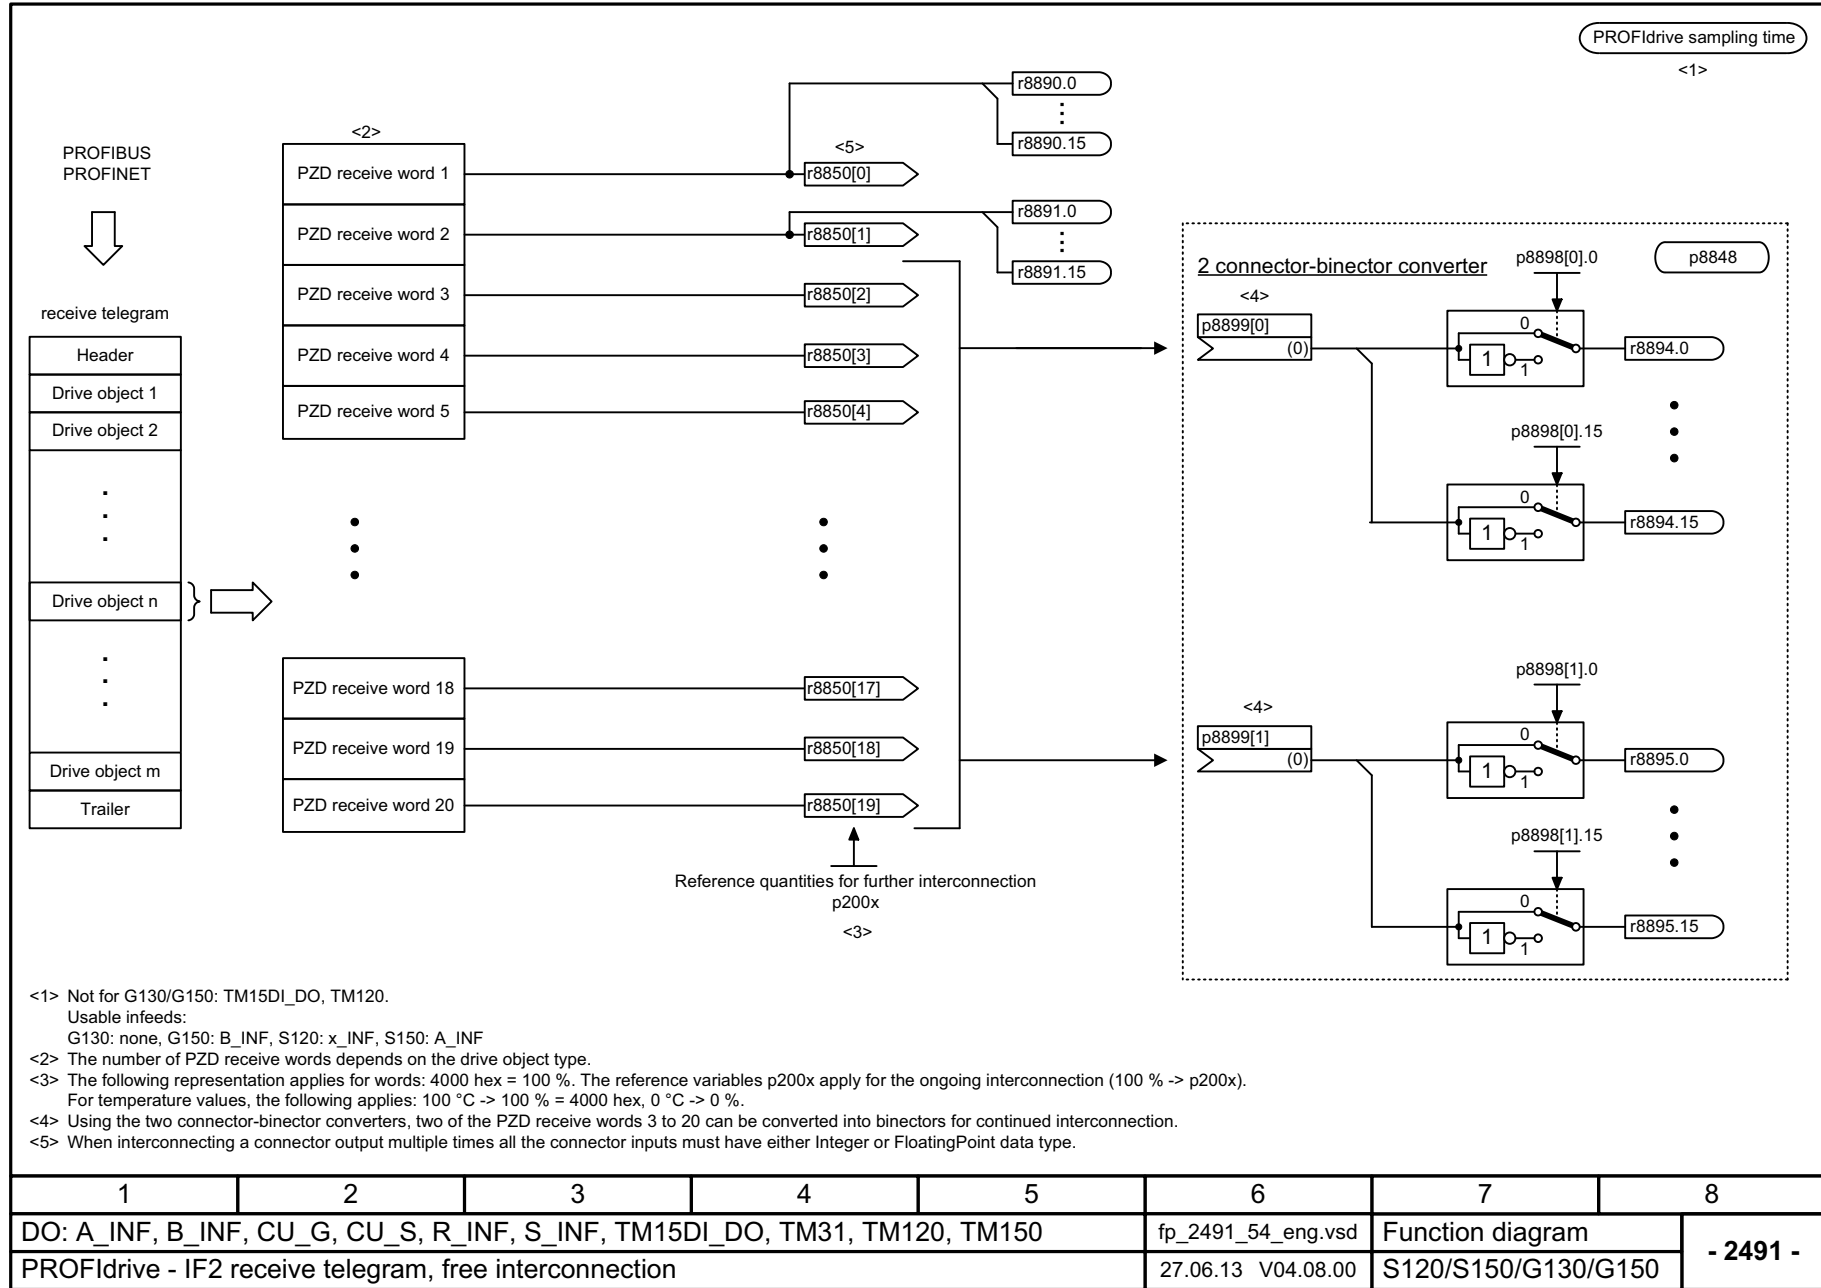 PROFIdrive sampling time
<1>
PROFIBUS
PROFINET
receive telegram
Header
Drive object 1
Drive object 2
Drive object n
Drive object m
Trailer
<2>
PZD receive word 1
PZD receive word 2
PZD receive word 3
PZD receive word 4
PZD receive word 5
PZD receive word 18
PZD receive word 19
PZD receive word 20
<5>
r8850[0]
r8850[1]
r8850[2]
r8850[3]
r8850[4]
r8850[17]
r8850[18]
r8850[19]
Reference quantities for further interconnection
p200x
<3>
r8890.0
r8890.15
r8891.0
r8891.15
2 connector-binector converter
p8848
<4>
p8899[0]
(0)
p8898[0].0
0
1
1
r8894.0
p8898[0].15
0
1
1
r8894.15
<4>
p8899[1]
(0)
p8898[1].0
0
1
1
r8895.0
p8898[1].15
0
1
1
r8895.15
<1> Not for G130/G150: TM15DI_DO, TM120.
Usable infeeds:
G130: none, G150: B_INF, S120: x_INF, S150: A_INF
<2> The number of PZD receive words depends on the drive object type.
<3> The following representation applies for words: 4000 hex = 100 %. The reference variables p200x apply for the ongoing interconnection (100 % -> p200x).
For temperature values, the following applies: 100 °C -> 100 % = 4000 hex, 0 °C -> 0 %.
<4> Using the two connector-binector converters, two of the PZD receive words 3 to 20 can be converted into binectors for continued interconnection.
<5> When interconnecting a connector output multiple times all the connector inputs must have either Integer or FloatingPoint data type.
1 2 3 4 5 6 7 8
DO: A_INF, B_INF, CU_G, CU_S, R_INF, S_INF, TM15DI_DO, TM31, TM120, TM150
fp_2491_54_eng.vsd
Function diagram
- 2491 -
PROFIdrive - IF2 receive telegram, free interconnection
27.06.13 V04.08.00
S120/S150/G130/G150